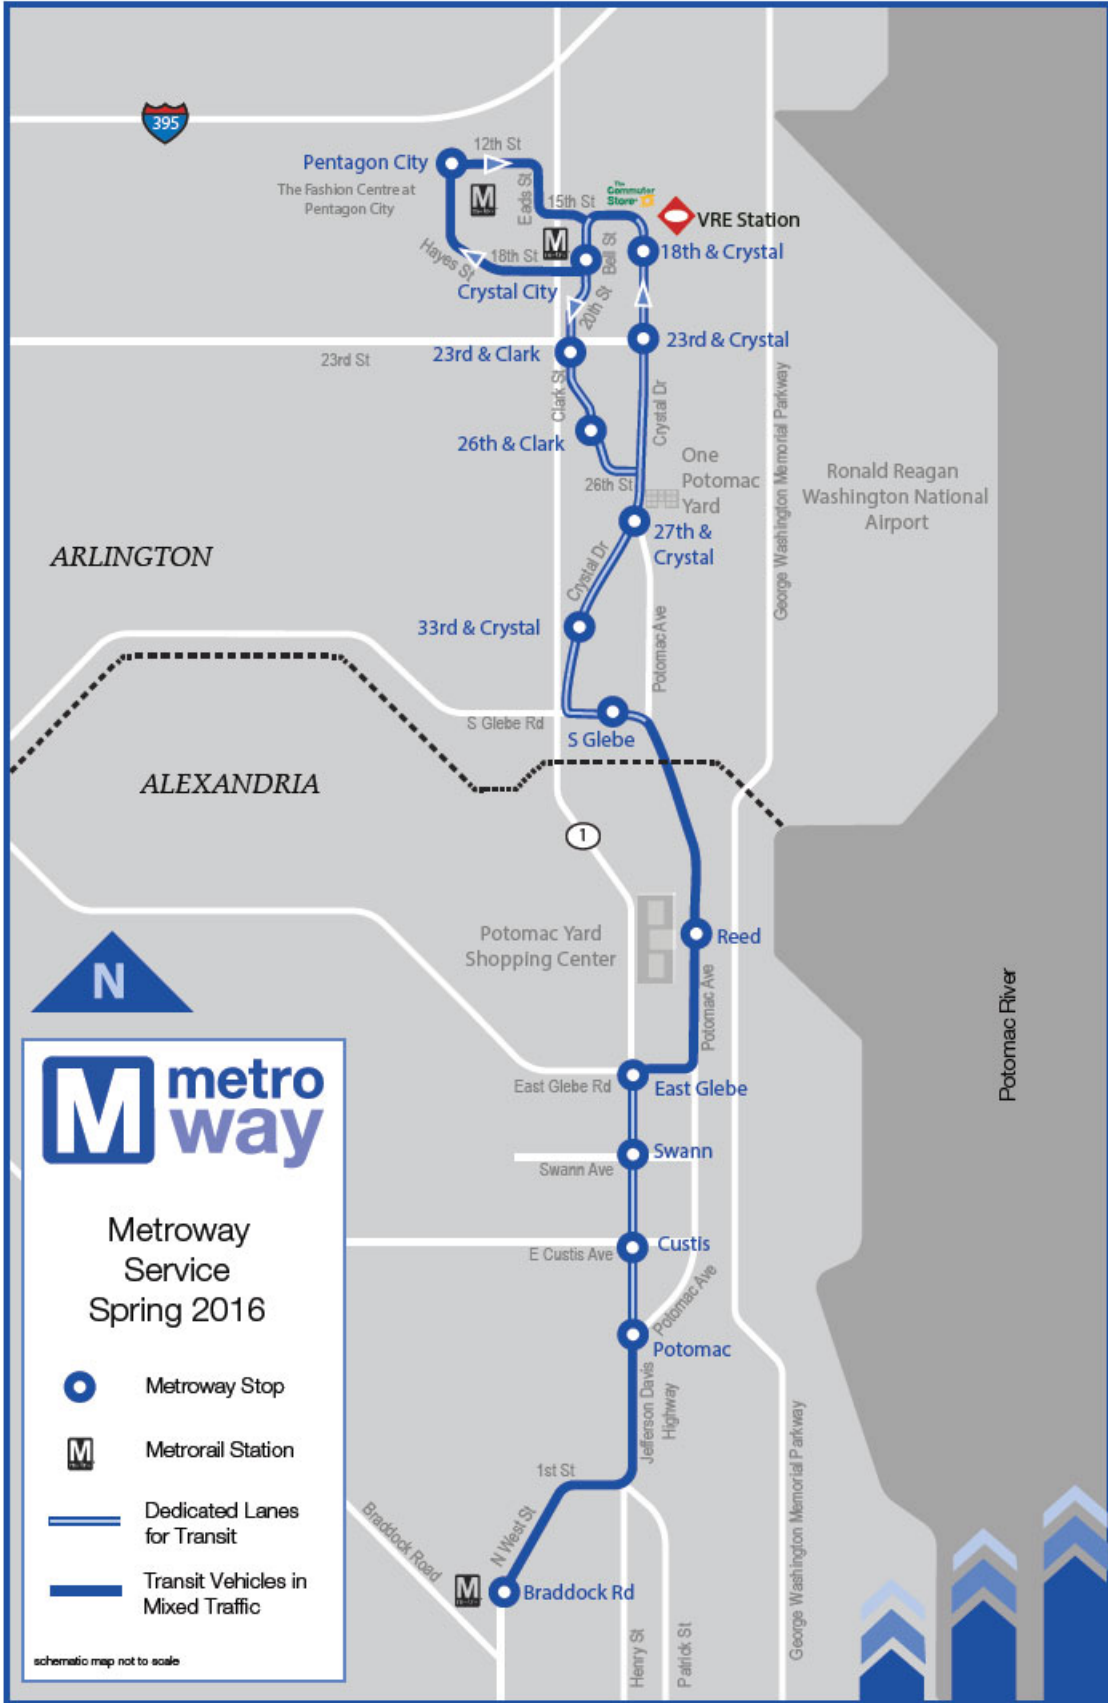 395
12th St
Pentagon City
The Fashion Centre at
Pentagon City
M
Eads St
15th St
The
Commuter
Store
VRE Station
M
Hayes St
18th St
Bell St
18th & Crystal
Crystal City
20th St
23rd St
23rd & Clark
23rd & Crystal
Clark St
Crystal Dr
George Washington Memorial Parkway
26th & Clark
26th St
One
Potomac
Yard
Ronald Reagan
Washington National
Airport
27th &
Crystal
ARLINGTON
Crystal Dr
33rd & Crystal
Potomac Ave
S Glebe Rd
S Glebe
ALEXANDRIA
1
Potomac Yard
Shopping Center
Reed
Potomac Ave
Potomac River
N
East Glebe Rd
East Glebe
Swann Ave
Swann
E Custis Ave
Custis
Potomac Ave
Potomac
Jefferson Davis
Highway
1st St
N West St
Braddock Road
M
Braddock Rd
Henry St
Patrick St
George Washington Memorial Parkway
M metro
way
Metroway
Service
Spring 2016
Metroway Stop
M
Metrorail Station
Dedicated Lanes
for Transit
Transit Vehicles in
Mixed Traffic
schematic map not to scale